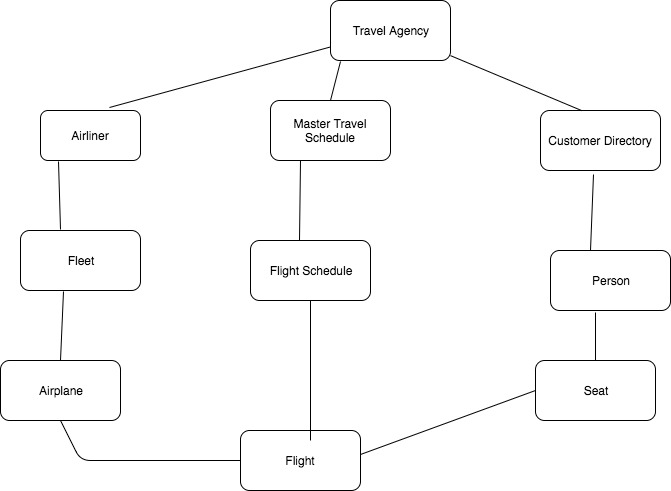 Travel Agency
Airliner
Master Travel
Schedule
Customer Directory
Fleet
Flight Schedule
Person
Airplane
Seat
Flight